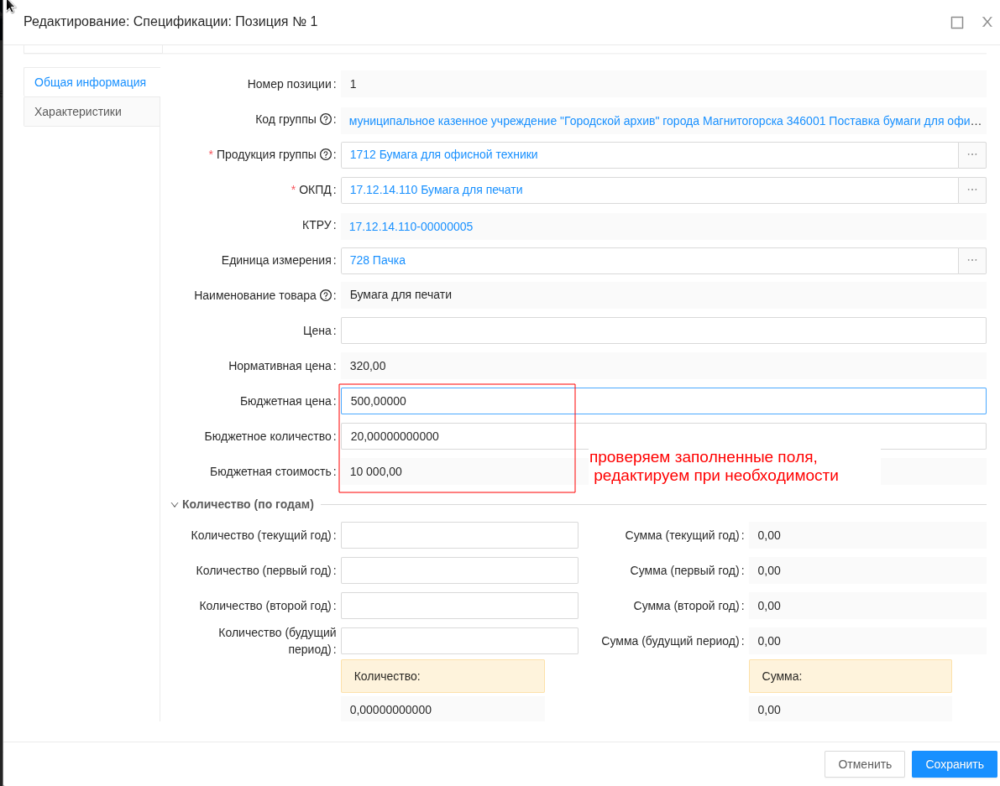 Редактирование: Спецификации: Позиция № 1
Общая информация
Характеристики
Номер позиции: 1
Код группы: муниципальное казенное учреждение "Городской архив" города Магнитогорска 346001 Поставка бумаги для офи...
* Продукция группы: 1712 Бумага для офисной техники ...
* ОКПД: 17.12.14.110 Бумага для печати ...
КТРУ: 17.12.14.110-00000005
Единица измерения: 728 Пачка ...
Наименование товара: Бумага для печати
Цена:
Нормативная цена: 320,00
Бюджетная цена: 500,00000
Бюджетное количество: 20,00000000000
Бюджетная стоимость: 10 000,00
проверяем заполненные поля,
редактируем при необходимости
Количество (по годам)
Количество (текущий год): Сумма (текущий год): 0,00
Количество (первый год): Сумма (первый год): 0,00
Количество (второй год): Сумма (второй год): 0,00
Количество (будущий
период): Сумма (будущий период): 0,00
Количество: Сумма:
0,00000000000 0,00
Отменить Сохранить